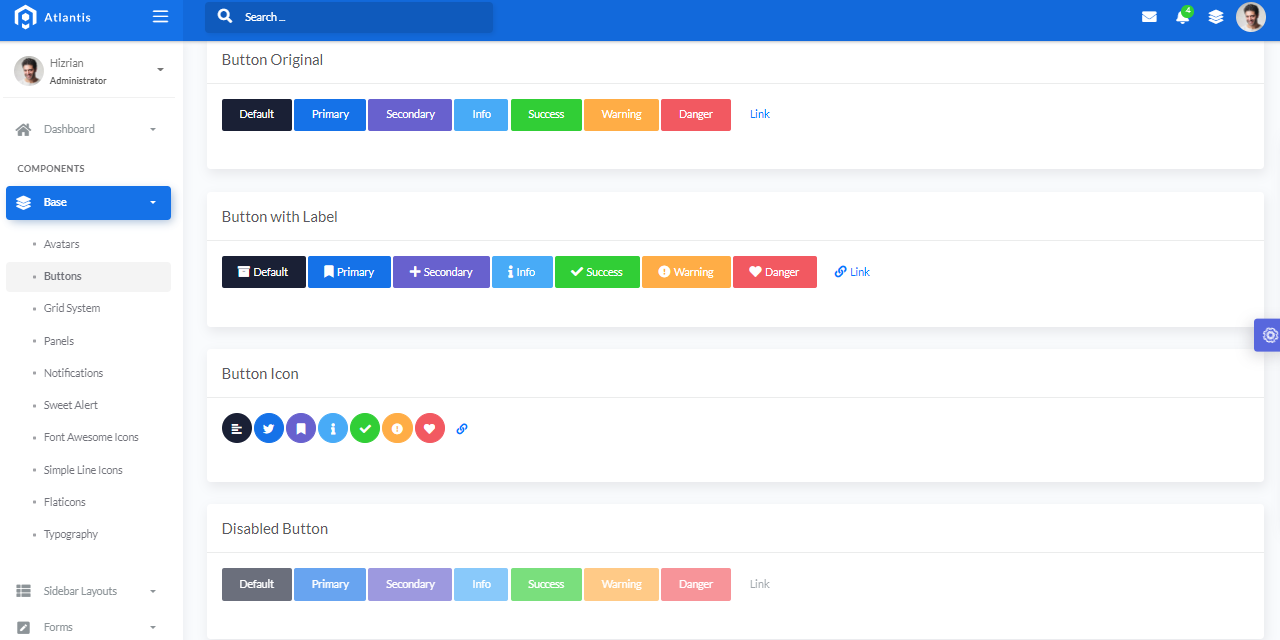 Atlantis
Search ...
4
Hizrian
Administrator
Dashboard
COMPONENTS
Base
Avatars
Buttons
Grid System
Panels
Notifications
Sweet Alert
Font Awesome Icons
Simple Line Icons
Flaticons
Typography
Sidebar Layouts
Forms
Button Original
Default Primary Secondary Info Success Warning Danger Link
Button with Label
Default Primary Secondary Info Success Warning Danger Link
Button Icon
Disabled Button
Default Primary Secondary Info Success Warning Danger Link